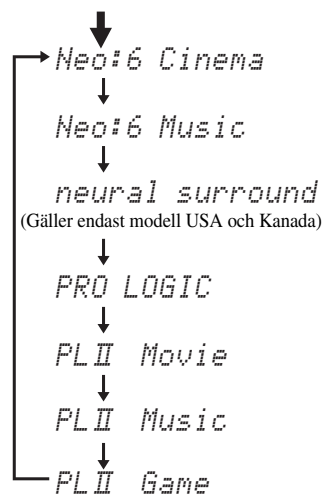 Neo:6 Cinema
Neo:6 Music
neural surround
(Gäller endast modell USA och Kanada)
PRO LOGIC
PLⅡ Movie
PLⅡ Music
PLⅡ Game